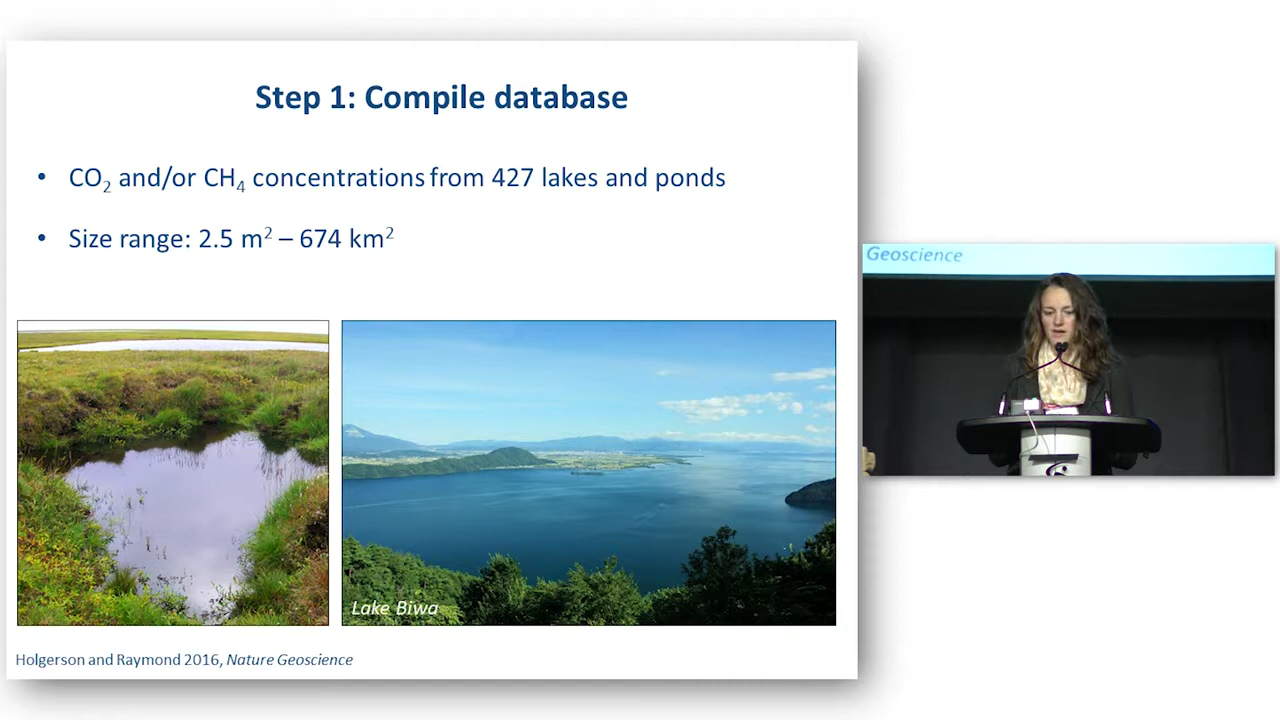 Step 1: Compile database
• CO₂ and/or CH₄ concentrations from 427 lakes and ponds
• Size range: 2.5 m² – 674 km²
Lake Biwa
Holgerson and Raymond 2016, Nature Geoscience
Geoscience